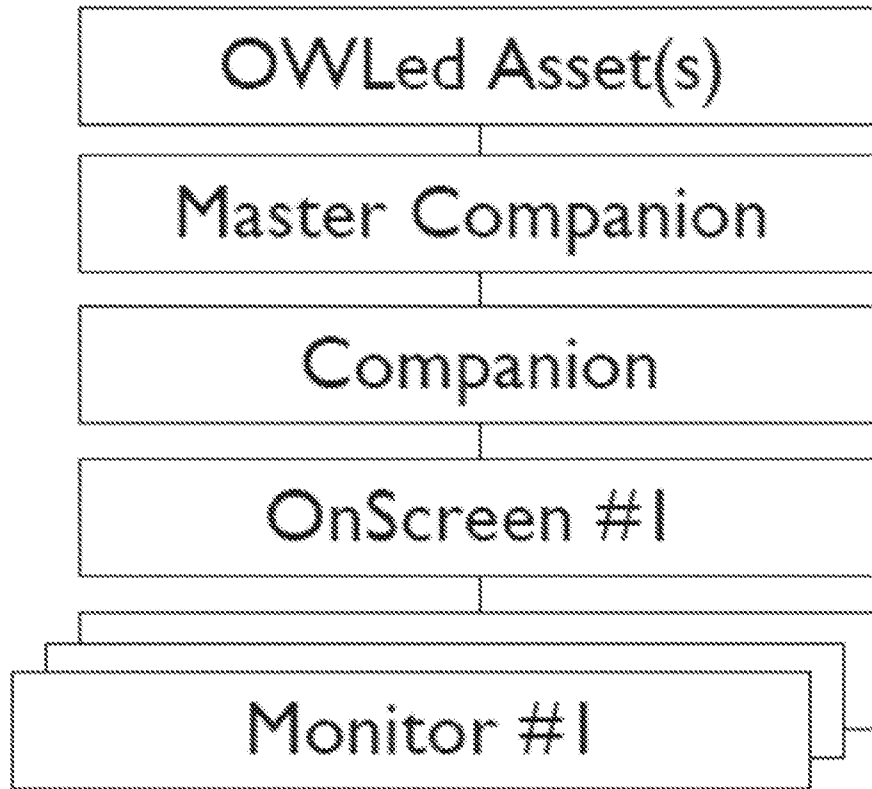 OWLed Asset(s)
Master Companion
Companion
OnScreen #1
Monitor #1